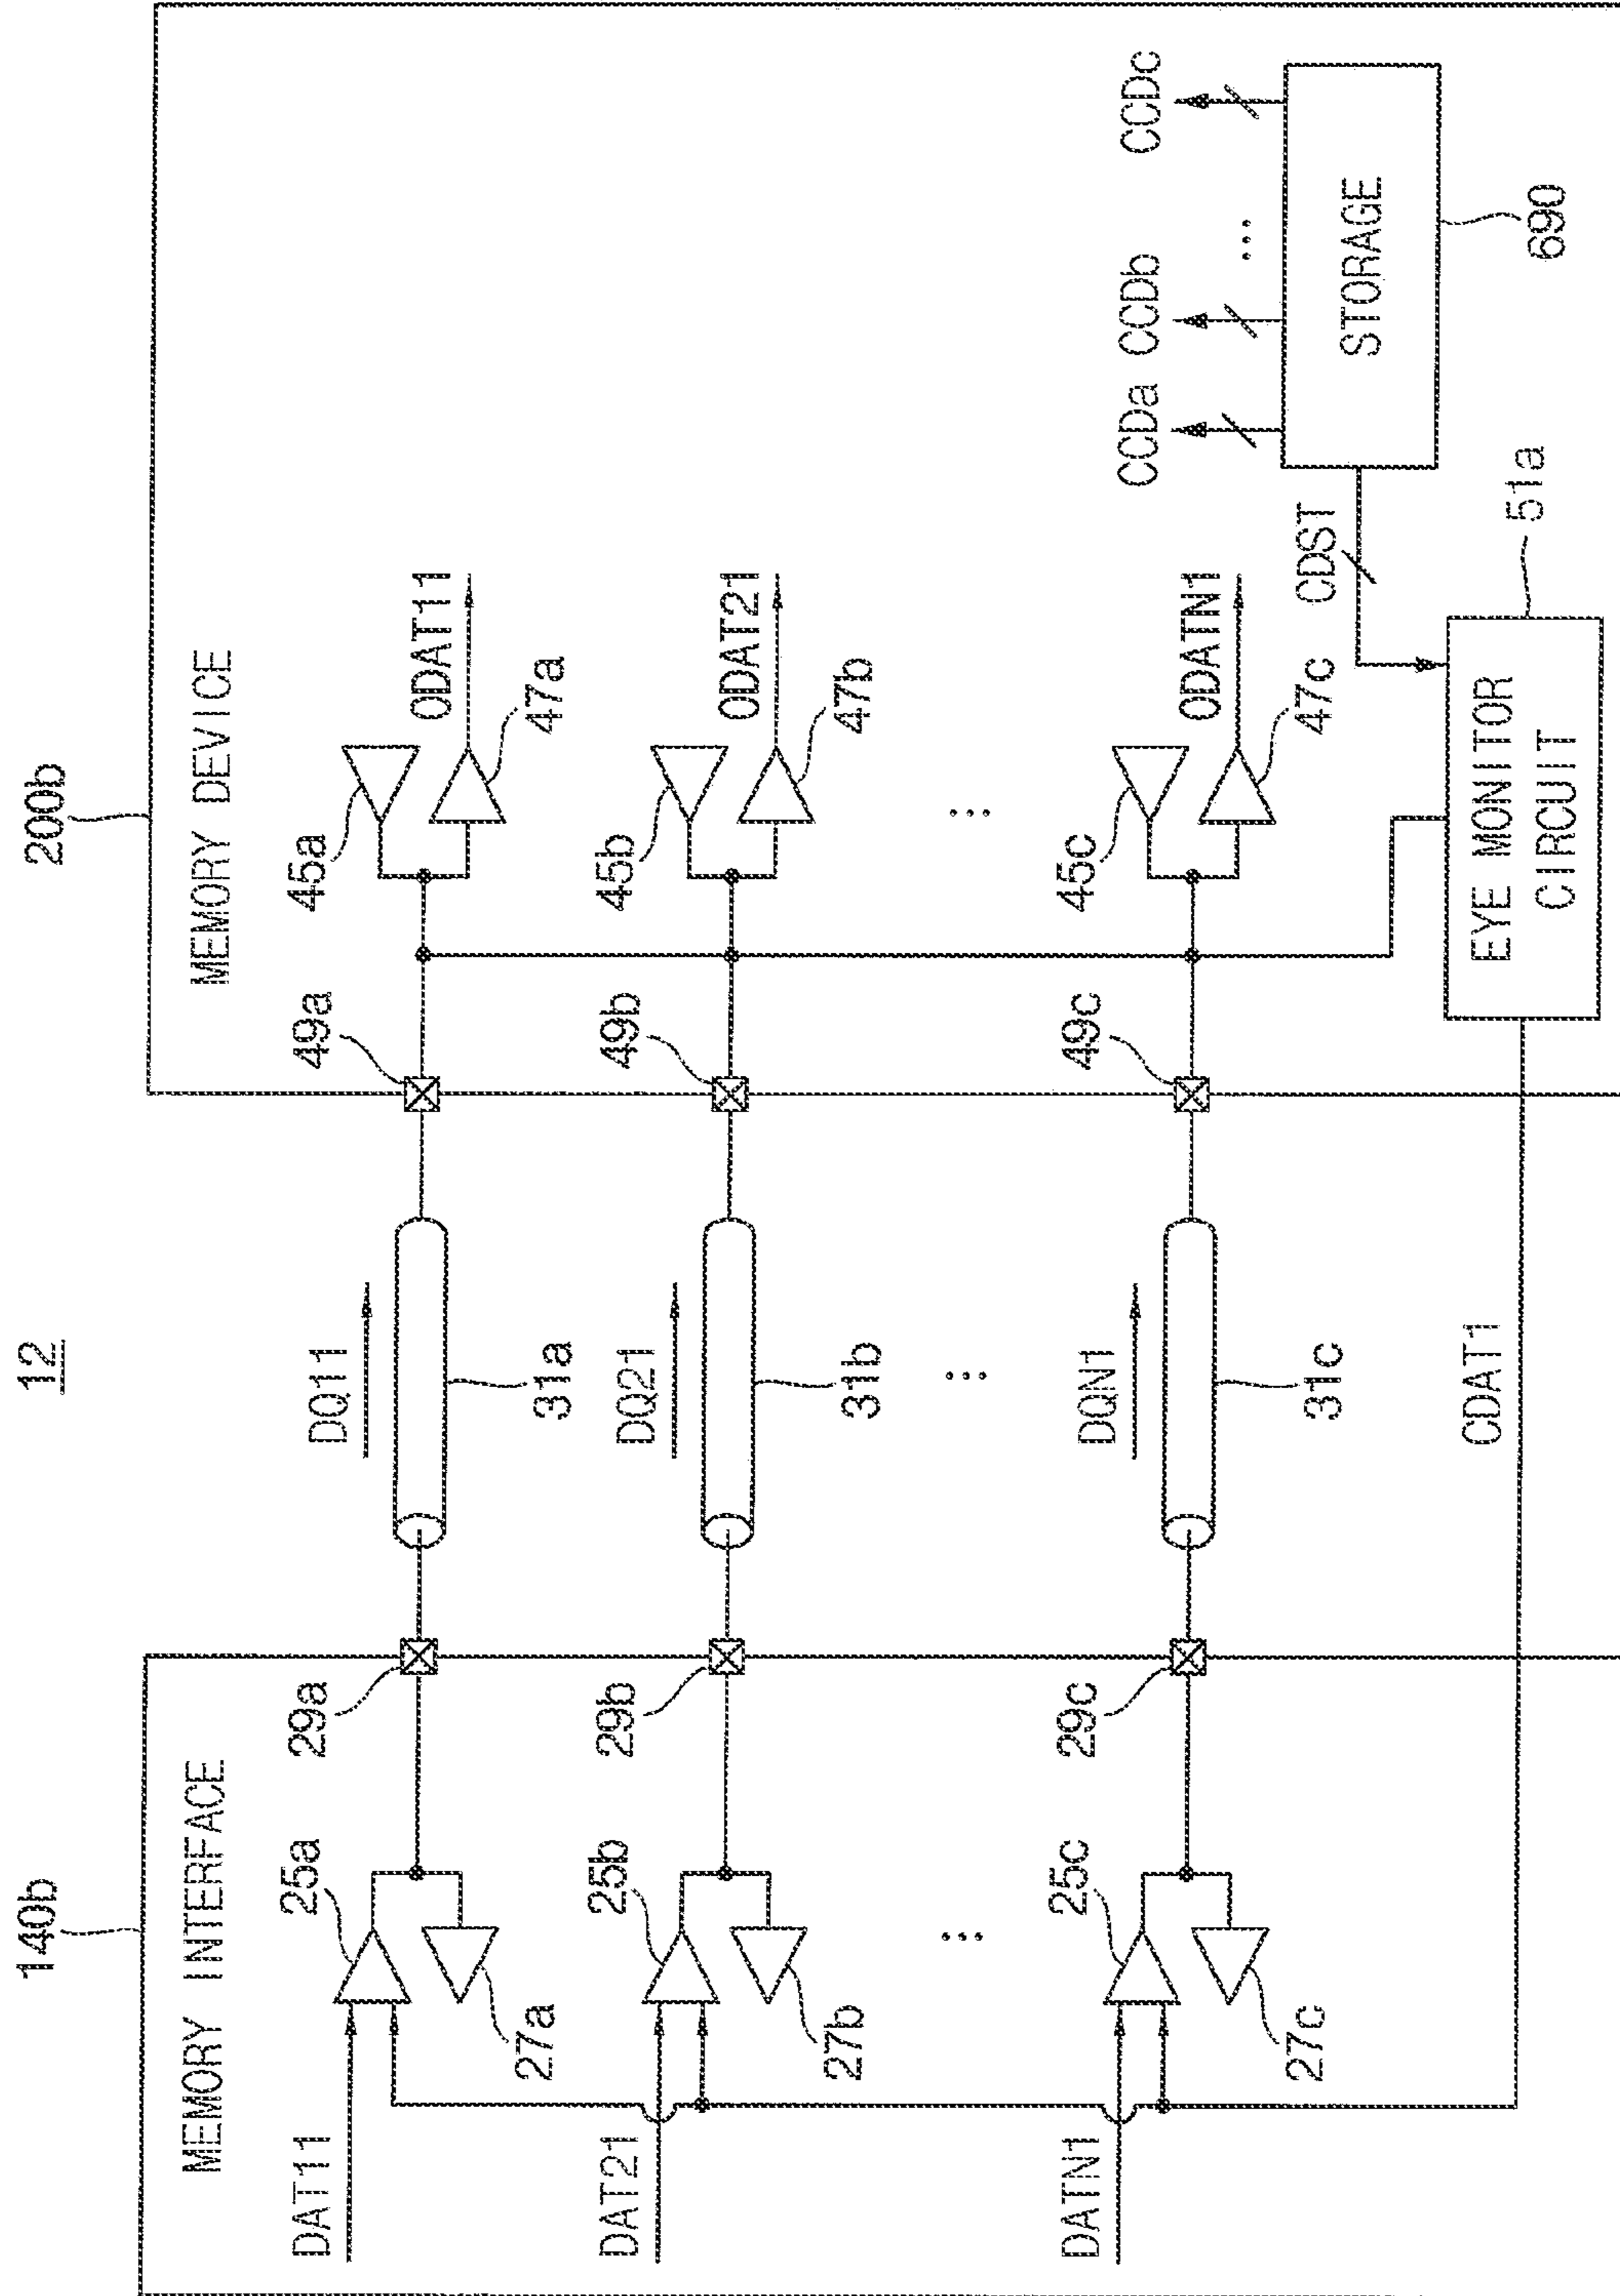 12
140b
200b
MEMORY INTERFACE
MEMORY DEVICE
DAT11
25a
27a
29a
DQ11
31a
49a
45a
47a
ODAT11
DAT21
25b
27b
29b
DQ21
31b
49b
45b
47b
ODAT21
...
...
...
DATN1
25c
27c
29c
DQN1
31c
49c
45c
47c
ODATN1
CCDa
CCDb
...
CCDc
CDST
STORAGE
690
CDAT1
EYE MONITOR
CIRCUIT
51a